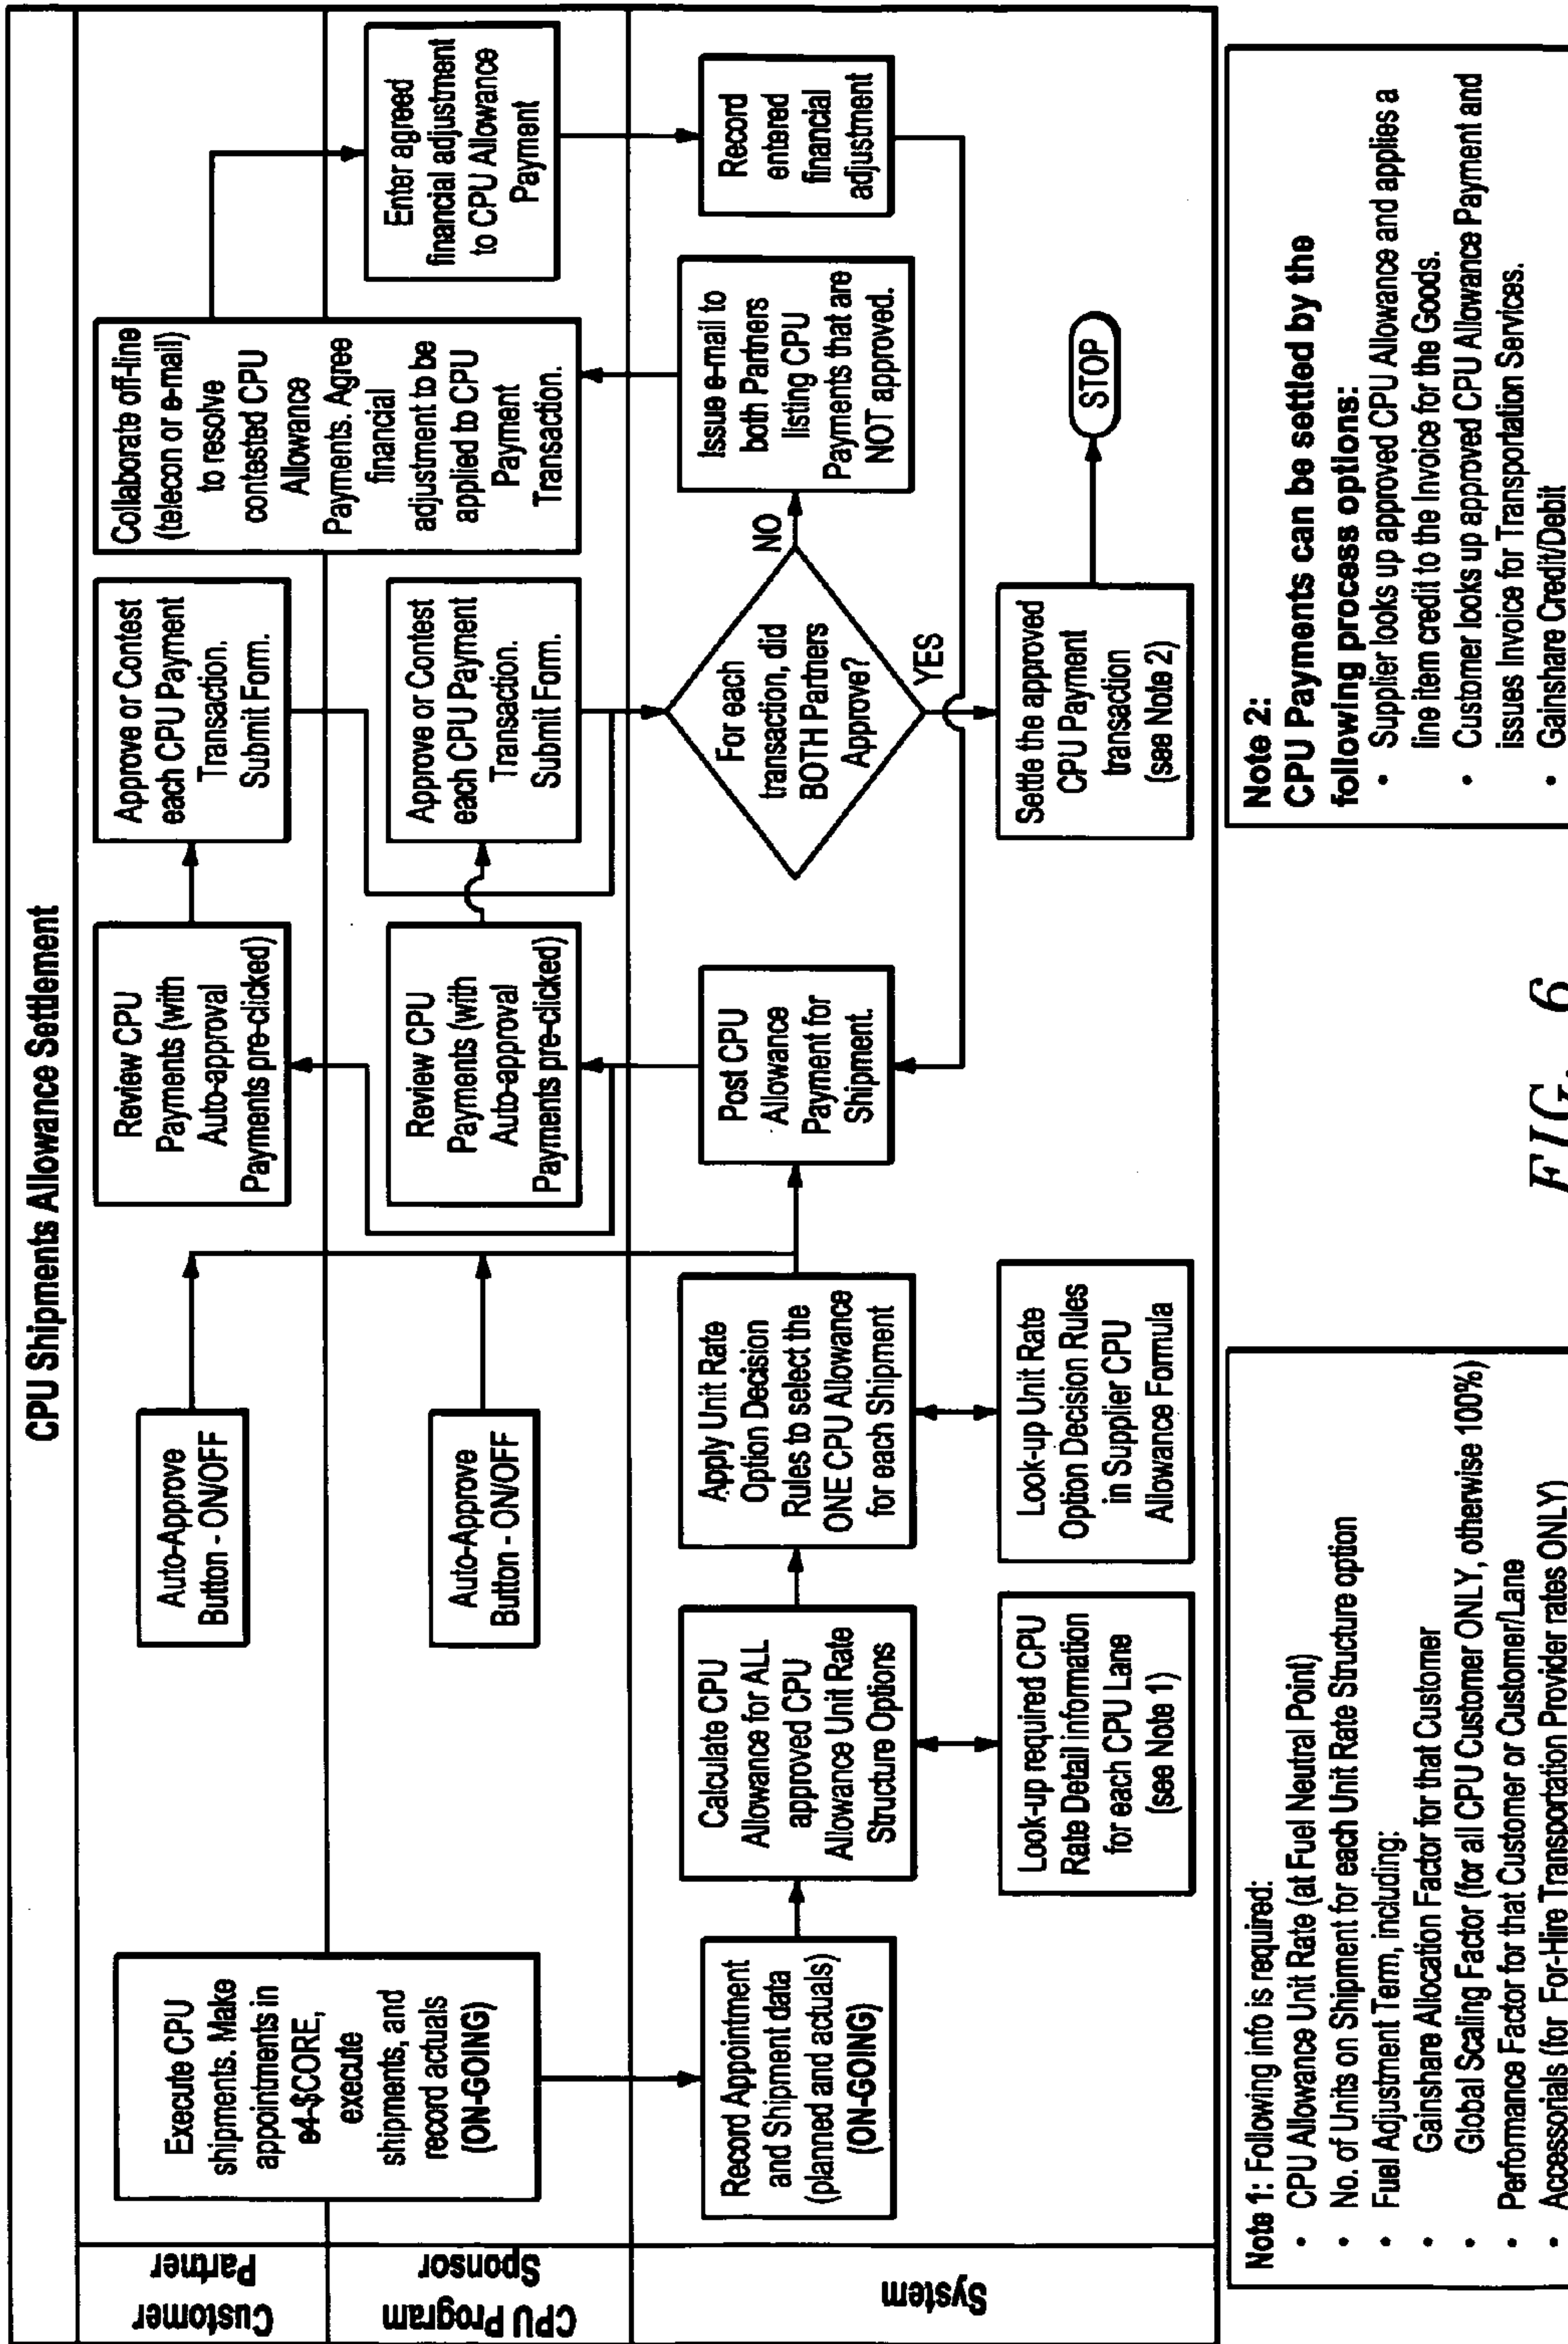 CPU Shipments Allowance Settlement
Customer
Partner
CPU Program
Sponsor
System
Execute CPU
shipments. Make
appointments in
e4-$CORE,
execute
shipments, and
record actuals
(ON-GOING)
Auto-Approve
Button - ON/OFF
Review CPU
Payments (with
Auto-approval
Payments pre-clicked)
Approve or Contest
each CPU Payment
Transaction.
Submit Form.
Collaborate off-line
(telecon or e-mail)
to resolve
contested CPU
Allowance
Payments. Agree
financial
adjustment to be
applied to CPU
Payment
Transaction.
Auto-Approve
Button - ON/OFF
Review CPU
Payments (with
Auto-approval
Payments pre-clicked)
Approve or Contest
each CPU Payment
Transaction.
Submit Form.
Enter agreed
financial adjustment
to CPU Allowance
Payment
Record Appointment
and Shipment data
(planned and actuals)
(ON-GOING)
Calculate CPU
Allowance for ALL
approved CPU
Allowance Unit Rate
Structure Options
Apply Unit Rate
Option Decision
Rules to select the
ONE CPU Allowance
for each Shipment
Post CPU
Allowance
Payment for
Shipment.
For each
transaction, did
BOTH Partners
Approve?
NO
YES
Issue e-mail to
both Partners
listing CPU
Payments that are
NOT approved.
Record
entered
financial
adjustment
Look-up required CPU
Rate Detail information
for each CPU Lane
(see Note 1)
Look-up Unit Rate
Option Decision Rules
in Supplier CPU
Allowance Formula
Settle the approved
CPU Payment
transaction
(see Note 2)
STOP
Note 1: Following info is required:
• CPU Allowance Unit Rate (at Fuel Neutral Point)
• No. of Units on Shipment for each Unit Rate Structure option
• Fuel Adjustment Term, including:
• Gainshare Allocation Factor for that Customer
• Global Scaling Factor (for all CPU Customer ONLY, otherwise 100%)
• Performance Factor for that Customer or Customer/Lane
• Accessorials (for For-Hire Transportation Provider rates ONLY)
Note 2:
CPU Payments can be settled by the
following process options:
• Supplier looks up approved CPU Allowance and applies a
line item credit to the Invoice for the Goods.
• Customer looks up approved CPU Allowance Payment and
issues Invoice for Transportation Services.
• Gainshare Credit/Debit
FIG. 6